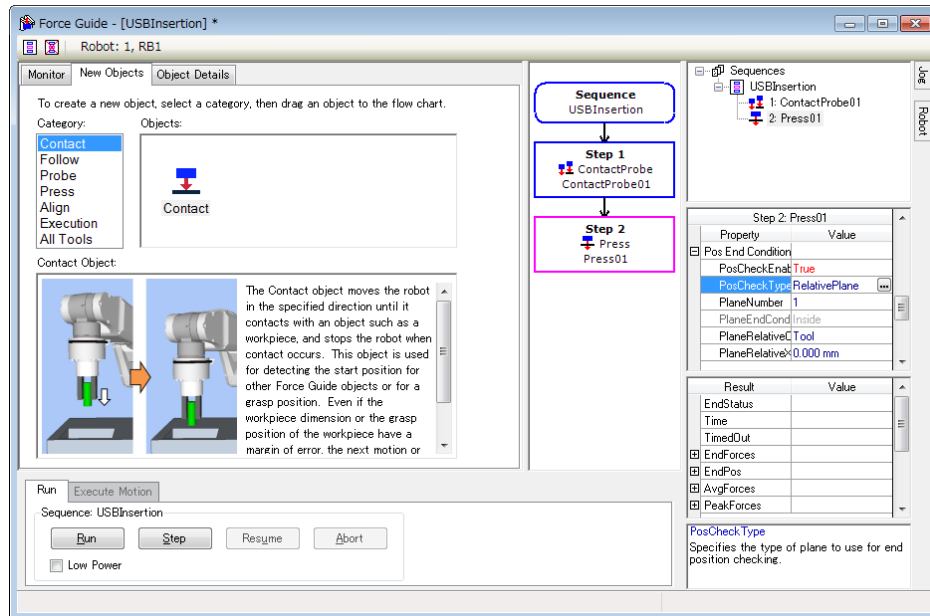 Force Guide - [USBInsertion] *
Robot: 1, RB1
Monitor
New Objects
Object Details
To create a new object, select a category, then drag an object to the flow chart.
Category:
Objects:
Contact
Follow
Probe
Press
Align
Execution
All Tools
Contact
Contact Object:
The Contact object moves the robot
in the specified direction until it
contacts with an object such as a
workpiece, and stops the robot when
contact occurs. This object is used
for detecting the start position for
other Force Guide objects or for a
grasp position. Even if the
workpiece dimension or the grasp
position of the workpiece have a
margin of error, the next motion or
Run
Execute Motion
Sequence: USBInsertion
Run
Step
Resume
Abort
Low Power
Sequence
USBInsertion
Step 1
ContactProbe
ContactProbe01
Step 2
Press
Press01
Sequences
USBInsertion
1: ContactProbe01
2: Press01
Jog
Robot
Step 2: Press01
Property Value
Pos End Condition
PosCheckEnab True
PosCheckType RelativePlane ...
PlaneNumber 1
PlaneEndCond Inside
PlaneRelativeC Tool
PlaneRelativeX 0.000 mm
Result Value
EndStatus
Time
TimedOut
EndForces
EndPos
AvgForces
PeakForces
PosCheckType
Specifies the type of plane to use for end
position checking.